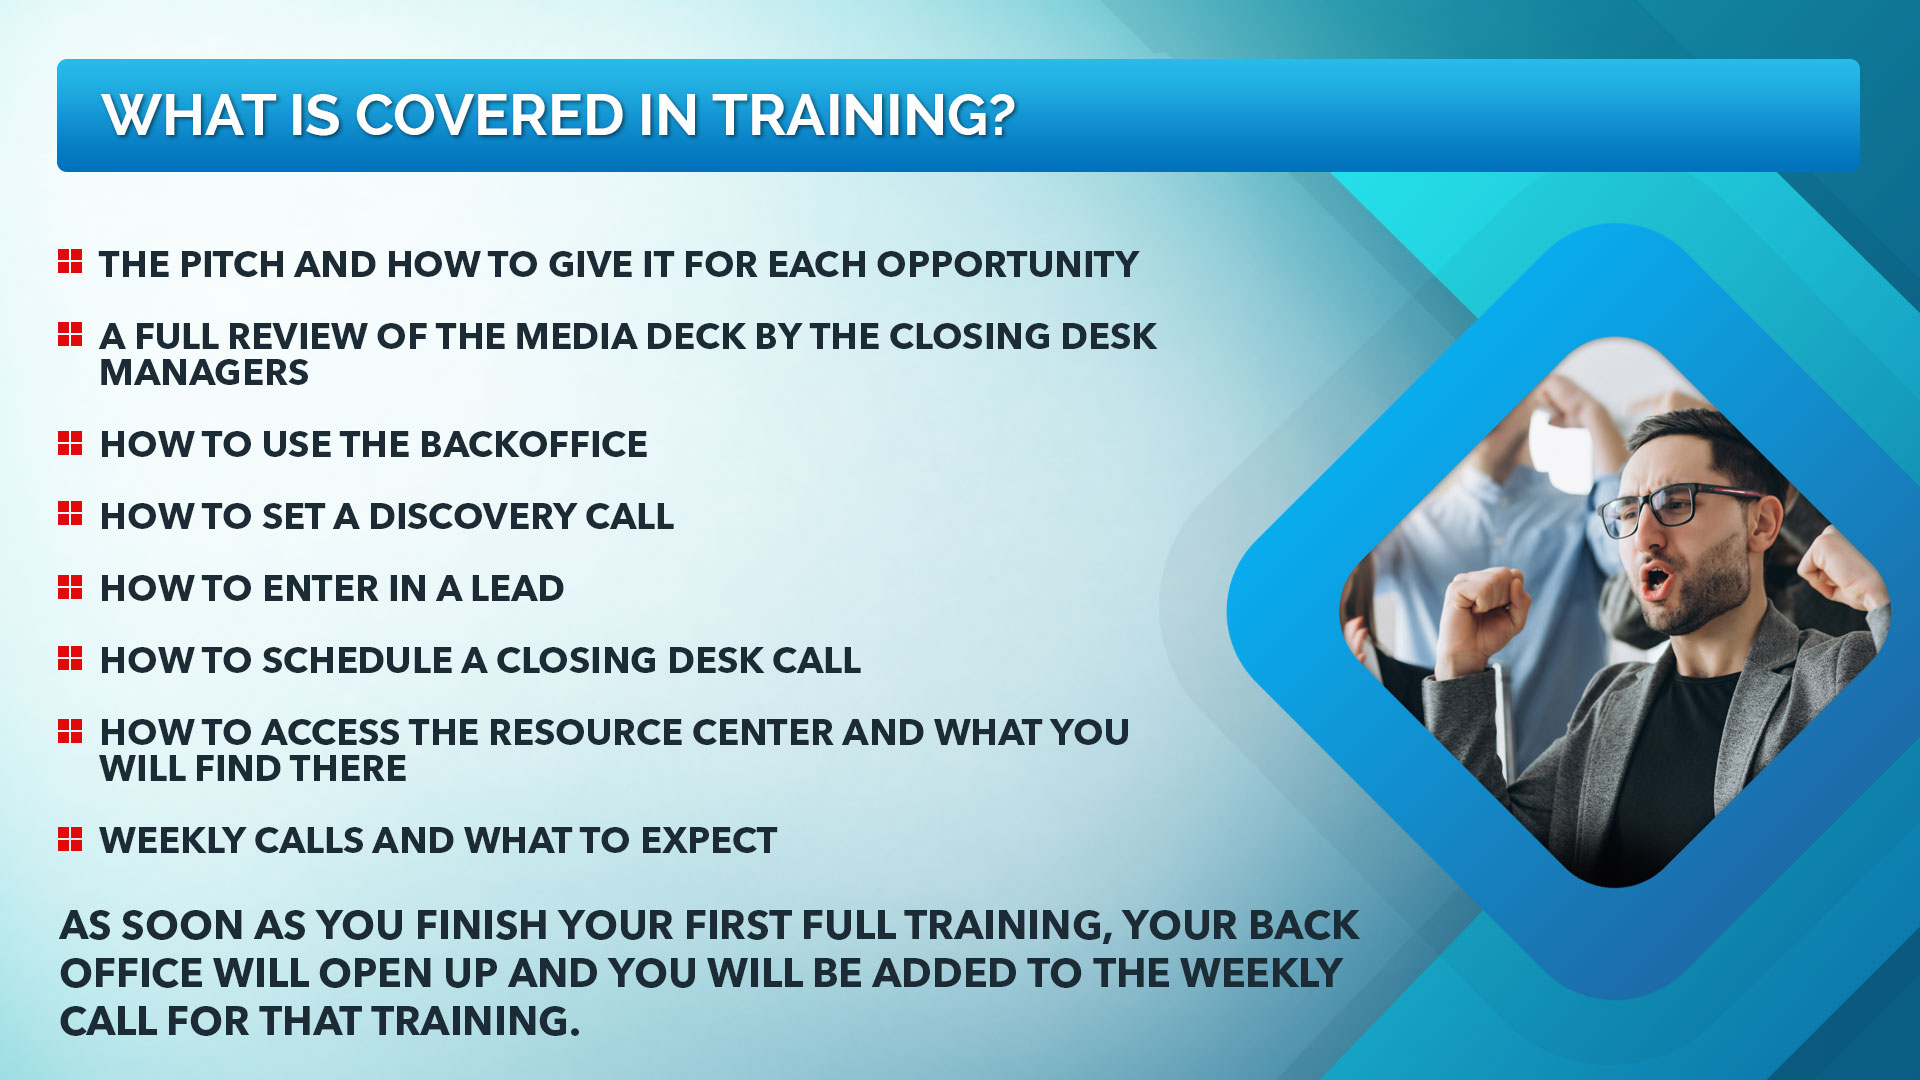 WHAT IS COVERED IN TRAINING?
THE PITCH AND HOW TO GIVE IT FOR EACH OPPORTUNITY
A FULL REVIEW OF THE MEDIA DECK BY THE CLOSING DESK
MANAGERS
HOW TO USE THE BACKOFFICE
HOW TO SET A DISCOVERY CALL
HOW TO ENTER IN A LEAD
HOW TO SCHEDULE A CLOSING DESK CALL
HOW TO ACCESS THE RESOURCE CENTER AND WHAT YOU
WILL FIND THERE
WEEKLY CALLS AND WHAT TO EXPECT
AS SOON AS YOU FINISH YOUR FIRST FULL TRAINING, YOUR BACK
OFFICE WILL OPEN UP AND YOU WILL BE ADDED TO THE WEEKLY
CALL FOR THAT TRAINING.